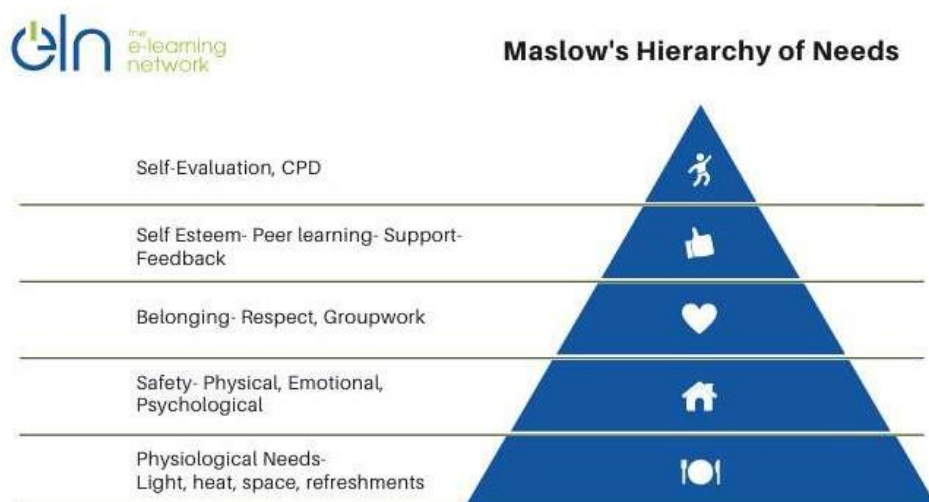 eln the
e-learning
network
Maslow's Hierarchy of Needs
Self-Evaluation, CPD
Self Esteem- Peer learning- Support-
Feedback
Belonging- Respect, Groupwork
Safety- Physical, Emotional,
Psychological
Physiological Needs-
Light, heat, space, refreshments